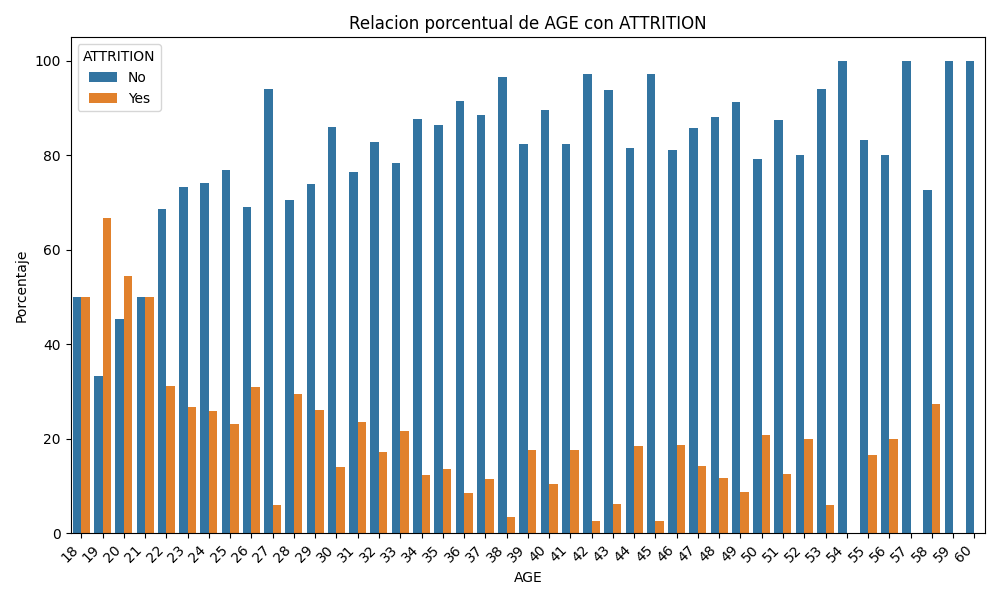 Relacion porcentual de AGE con ATTRITION
ATTRITION
No
Yes
Porcentaje
100
80
60
40
20
0
18 19 20 21 22 23 24 25 26 27 28 29 30 31 32 33 34 35 36 37 38 39 40 41 42 43 44 45 46 47 48 49 50 51 52 53 54 55 56 57 58 59 60
AGE